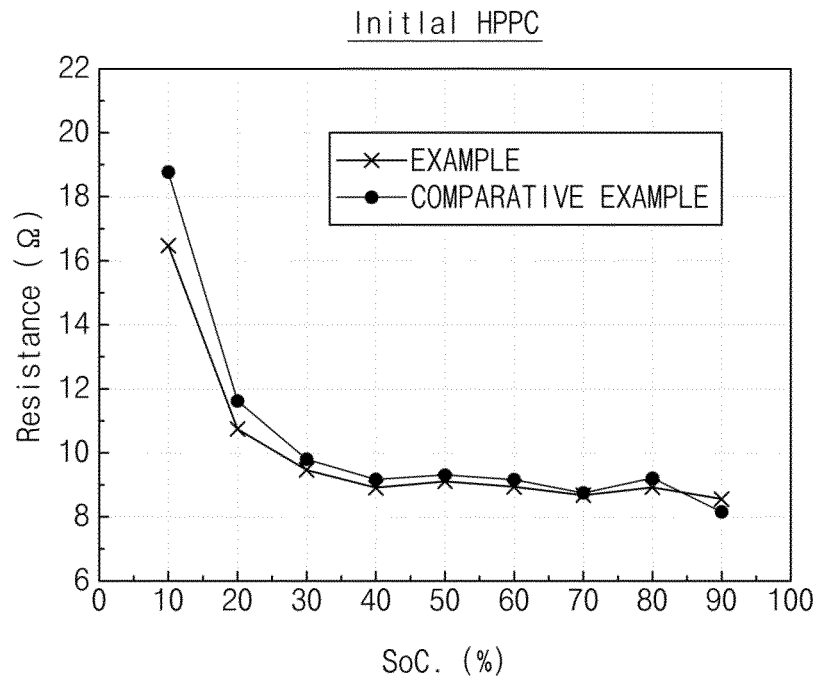 Initlal HPPC
22
20
18
16
14
12
10
8
6
Resistance (Ω)
EXAMPLE
COMPARATIVE EXAMPLE
0 10 20 30 40 50 60 70 80 90 100
SoC. (%)